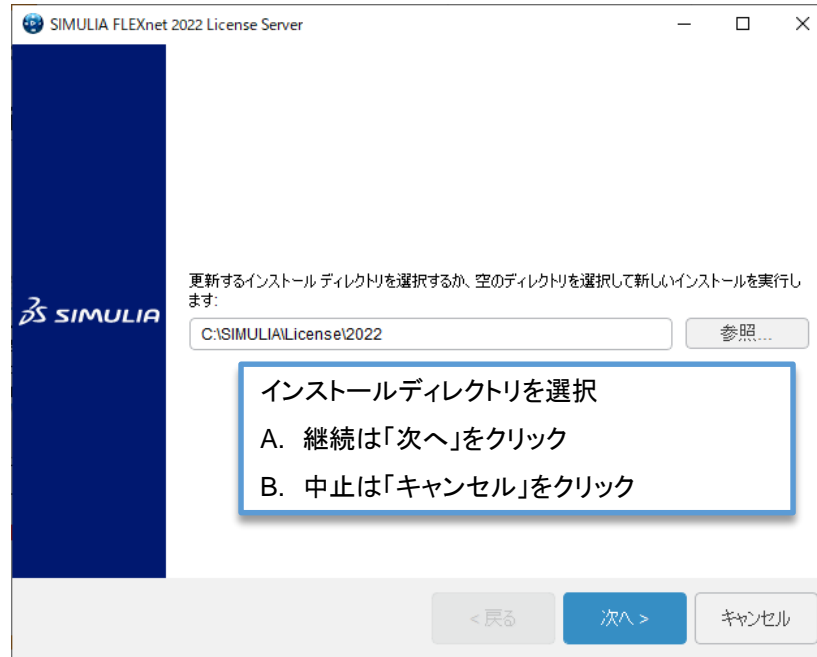 SIMULIA FLEXnet 2022 License Server
更新するインストール ディレクトリを選択するか、空のディレクトリを選択して新しいインストールを実行し
ます:
SIMULIA
C:\SIMULIA\License\2022
参照...
インストールディレクトリを選択
A. 継続は「次へ」をクリック
B. 中止は「キャンセル」をクリック
< 戻る
次へ >
キャンセル